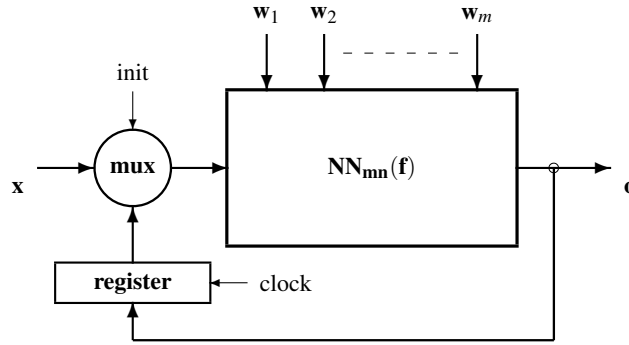 w1 w2 wm
init
mux
NNmn(f)
x
o
register
clock